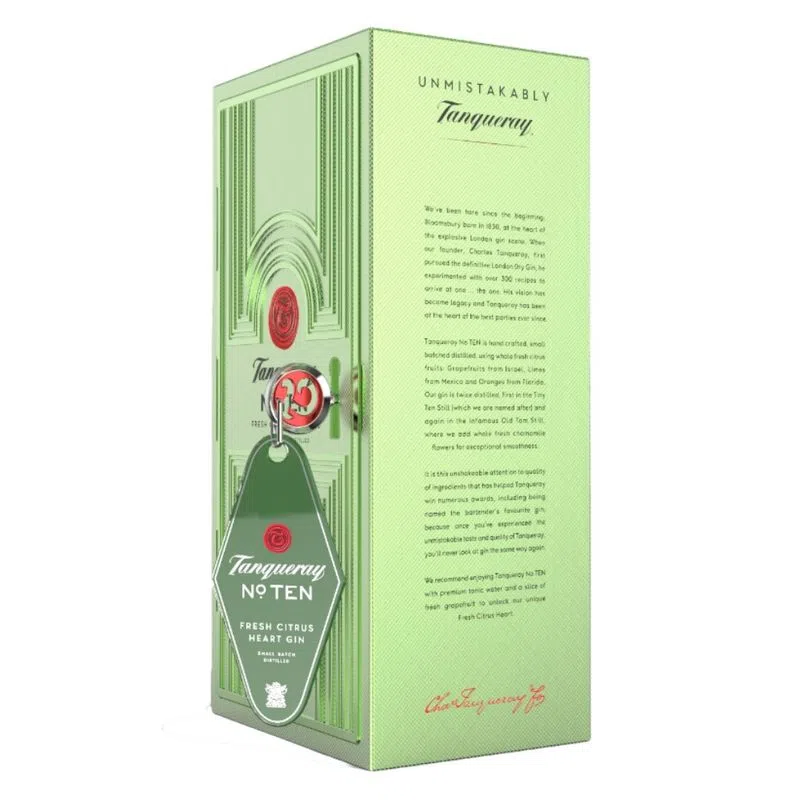 UNMISTAKABLY
Tanqueray
We've been here since the beginning.
Bloomsbury born in 1830, at the heart of
the explosive London gin scene. When
our founder, Charles Tanqueray, first
pursued the definitive London Dry Gin, he
experimented with over 300 recipes to
arrive at one ... the one. His vision has
became legacy and Tanqueray has been
at the heart of the best parties ever since
Tanqueray No TEN is hand crafted, small
batched distilled, using whole fresh citrus
fruits: Grapefruits from Israel, Limes
from Mexico and Oranges from Florida.
Our gin is twice distilled, first in the Tiny
Ten Still (which we are named after) and
again in the infamous Old Tom Still,
where we add whole fresh chamomile
flowers for exceptional smoothness.
It is this unshakeable attention to quality
of ingredients that has helped Tanqueray
win numerous awards, including being
named the bartender's favourite gin;
because once you've experienced the
unmistakable taste and quality of Tanqueray,
you'll never look at gin the same way again.
We recommend enjoying Tanqueray No TEN
with premium tonic water and a slice of
fresh grapefruit to unlock our unique
Fresh Citrus Heart.
Chas Tanqueray
10
Tanqueray
Nº TEN
FRESH CITRUS
HEART GIN
SMALL BATCH
DISTILLED